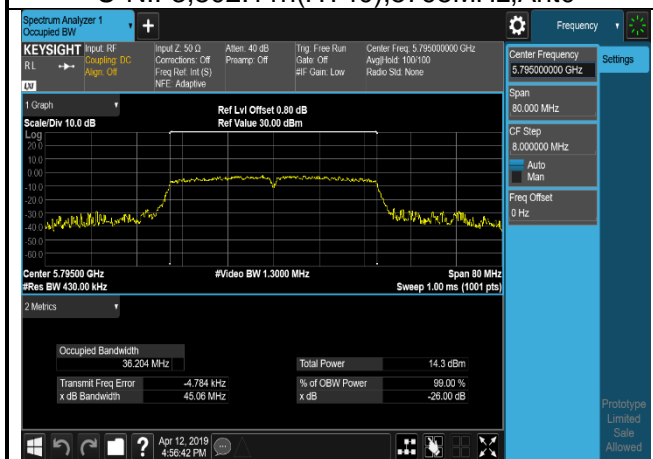 Spectrum Analyzer 1
Occupied BW
+
Frequency
KEYSIGHT
RL
LXI
Input: RF
Coupling: DC
Align: Off
Input Z: 50 Ω
Corrections: Off
Freq Ref: Int (S)
NFE: Adaptive
Atten: 40 dB
Preamp: Off
Trig: Free Run
Gate: Off
#IF Gain: Low
Center Freq: 5.795000000 GHz
Avg|Hold: 100/100
Radio Std: None
Center Frequency
5.795000000 GHz
Settings
Span
80.000 MHz
CF Step
8.000000 MHz
Auto
Man
Freq Offset
0 Hz
1 Graph
Scale/Div 10.0 dB
Ref Lvl Offset 0.80 dB
Ref Value 30.00 dBm
Log
20.0
10.0
0.00
-10.0
-20.0
-30.0
-40.0
-50.0
-60.0
Center 5.79500 GHz
#Video BW 1.3000 MHz
Span 80 MHz
#Res BW 430.00 kHz
Sweep 1.00 ms (1001 pts)
2 Metrics
Occupied Bandwidth
36.204 MHz
Total Power 14.3 dBm
Transmit Freq Error -4.784 kHz
% of OBW Power 99.00 %
x dB Bandwidth 45.06 MHz
x dB -26.00 dB
Prototype
Limited
Sale
Allowed
?
Apr 12, 2019
4:56:42 PM